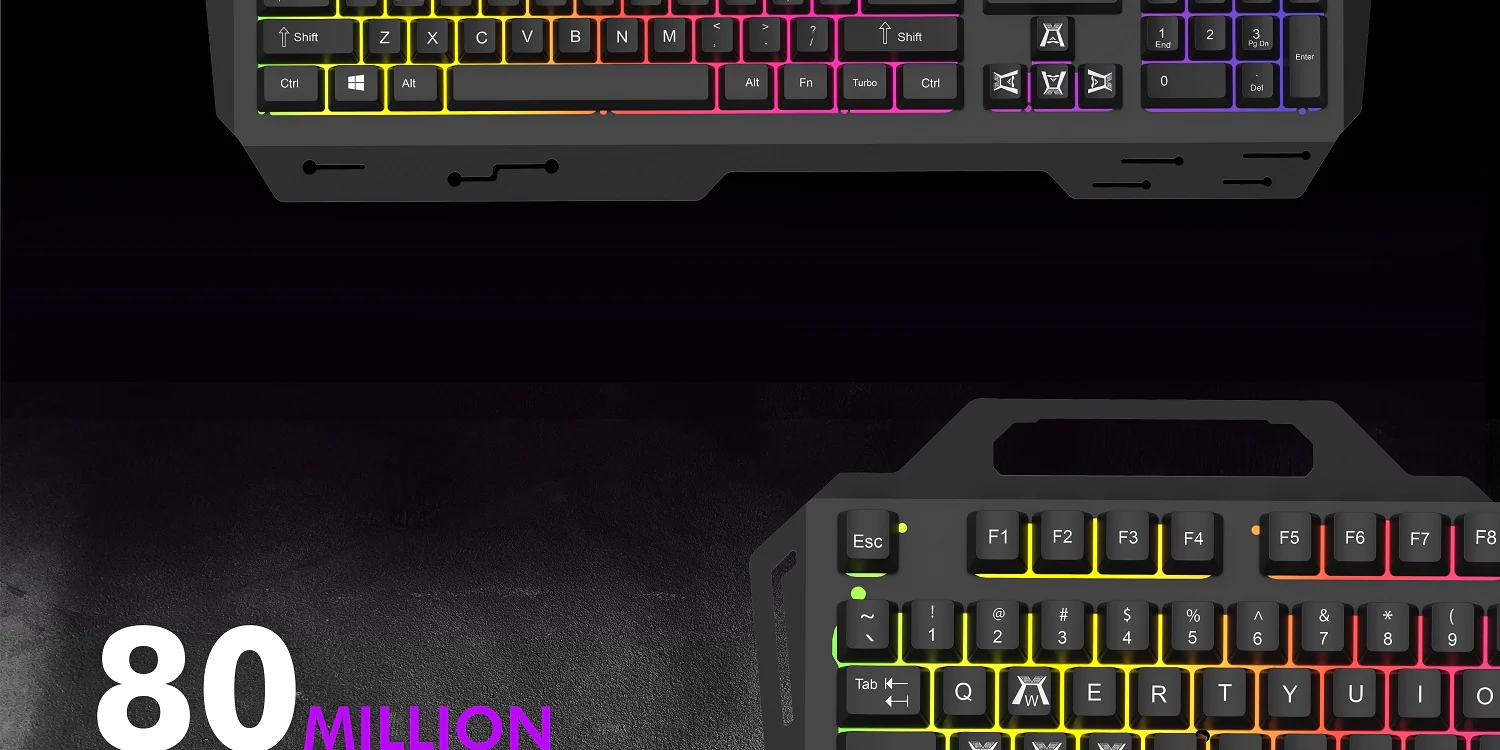 Shift Z X C V B N M < , > . ? / Shift 1 End 2 3 Pg Dn Enter
Ctrl Alt Alt Fn Turbo Ctrl 0 . Del
Esc F1 F2 F3 F4 F5 F6 F7 F8
~ ` ! 1 @ 2 # 3 $ 4 % 5 ^ 6 & 7 * 8 ( 9
Tab Q W E R T Y U I O
80 MILLION